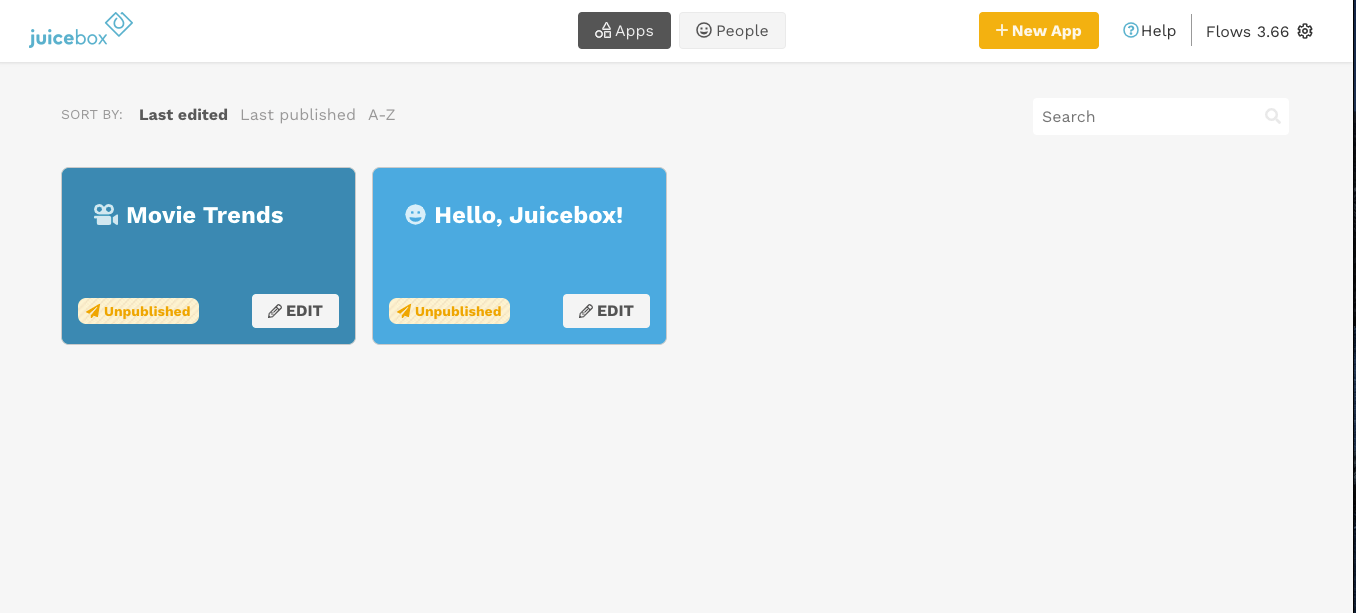 juicebox
Apps
People
New App
Help
Flows 3.66
SORT BY: Last edited Last published A-Z
Search
Movie Trends
Unpublished
EDIT
Hello, Juicebox!
Unpublished
EDIT